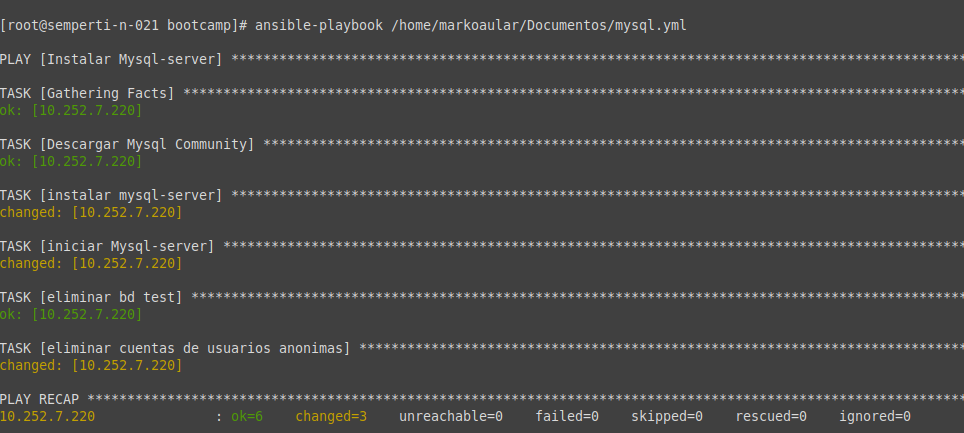 [root@semperti-n-021 bootcamp]# ansible-playbook /home/markoaular/Documentos/mysql.yml
PLAY [Instalar Mysql-server] ********************************************************************************************
TASK [Gathering Facts] **************************************************************************************************
ok: [10.252.7.220]
TASK [Descargar Mysql Community] ****************************************************************************************
ok: [10.252.7.220]
TASK [instalar mysql-server] ********************************************************************************************
changed: [10.252.7.220]
TASK [iniciar Mysql-server] *********************************************************************************************
changed: [10.252.7.220]
TASK [eliminar bd test] *************************************************************************************************
ok: [10.252.7.220]
TASK [eliminar cuentas de usuarios anonimas] ****************************************************************************
changed: [10.252.7.220]
PLAY RECAP **************************************************************************************************************
10.252.7.220 : ok=6 changed=3 unreachable=0 failed=0 skipped=0 rescued=0 ignored=0